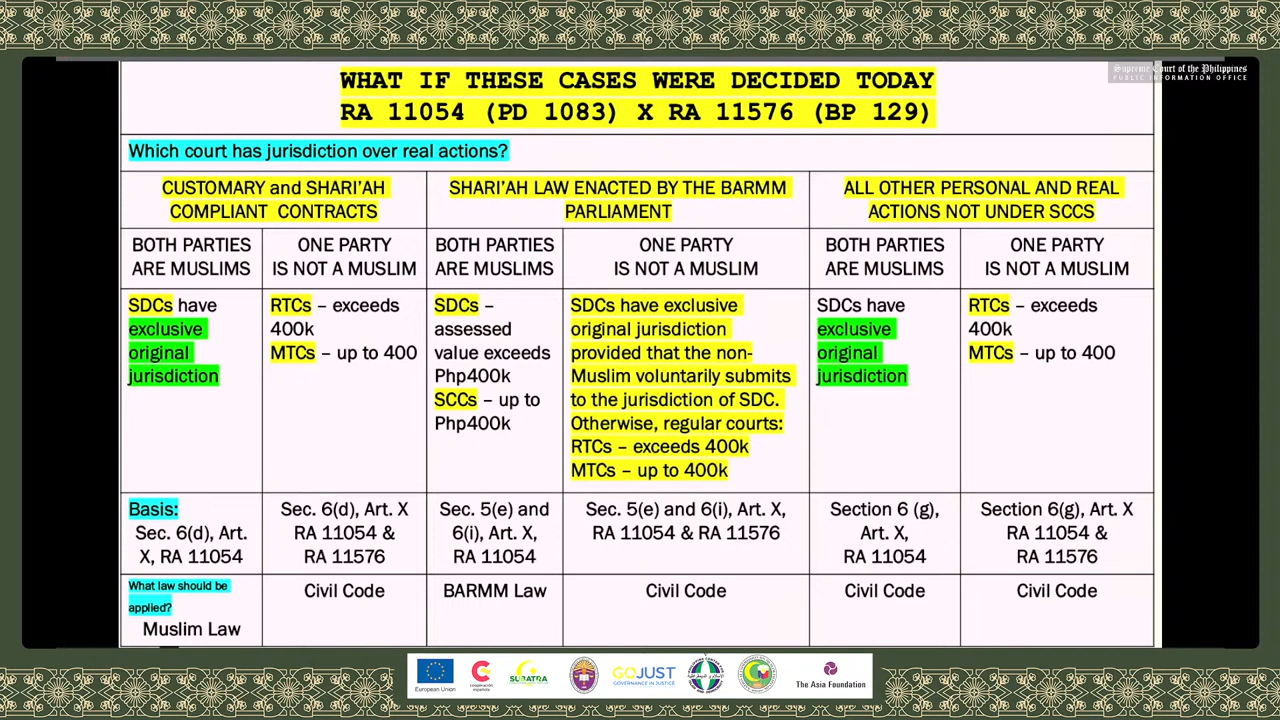 Supreme Court of the Philippines
PUBLIC INFORMATION OFFICE
WHAT IF THESE CASES WERE DECIDED TODAY
RA 11054 (PD 1083) X RA 11576 (BP 129)
Which court has jurisdiction over real actions?
CUSTOMARY and SHARI'AH
COMPLIANT CONTRACTS
SHARI'AH LAW ENACTED BY THE BARMM
PARLIAMENT
ALL OTHER PERSONAL AND REAL
ACTIONS NOT UNDER SCCS
BOTH PARTIES
ARE MUSLIMS
ONE PARTY
IS NOT A MUSLIM
BOTH PARTIES
ARE MUSLIMS
ONE PARTY
IS NOT A MUSLIM
BOTH PARTIES
ARE MUSLIMS
ONE PARTY
IS NOT A MUSLIM
SDCs have
exclusive
original
jurisdiction
RTCs – exceeds
400k
MTCs – up to 400
SDCs –
assessed
value exceeds
Php400k
SCCs – up to
Php400k
SDCs have exclusive
original jurisdiction
provided that the non-
Muslim voluntarily submits
to the jurisdiction of SDC.
Otherwise, regular courts:
RTCs – exceeds 400k
MTCs – up to 400k
SDCs have
exclusive
original
jurisdiction
RTCs – exceeds
400k
MTCs – up to 400
Basis:
Sec. 6(d), Art.
X, RA 11054
Sec. 6(d), Art. X
RA 11054 &
RA 11576
Sec. 5(e) and
6(i), Art. X,
RA 11054
Sec. 5(e) and 6(i), Art. X,
RA 11054 & RA 11576
Section 6 (g),
Art. X,
RA 11054
Section 6(g), Art. X
RA 11054 &
RA 11576
What law should be
applied?
Muslim Law
Civil Code
BARMM Law
Civil Code
Civil Code
Civil Code
European Union
cooperación
española
GOJUST
GOVERNANCE IN JUSTICE
The Asia Foundation